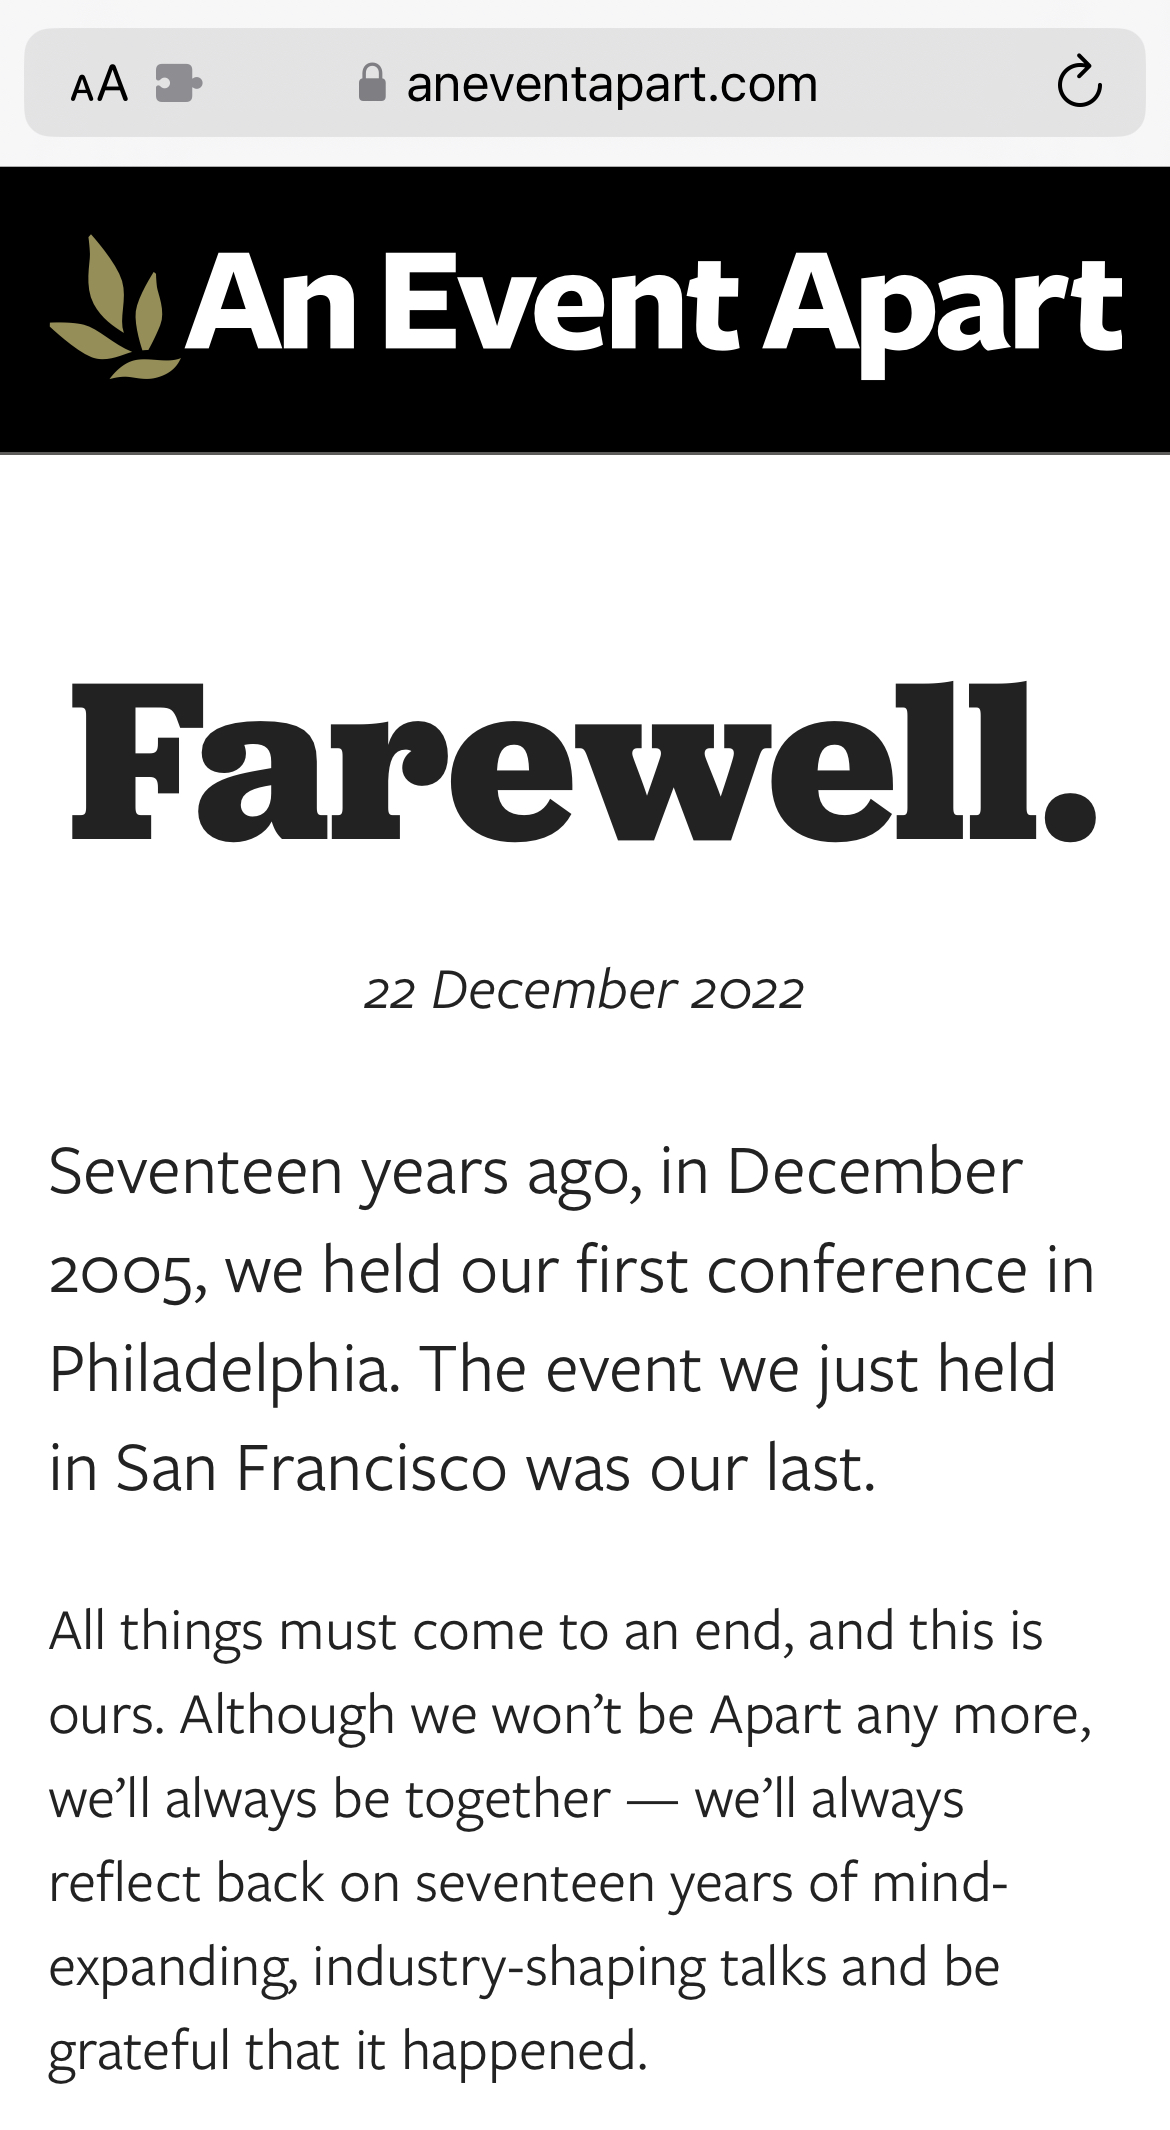 AA aneventapart.com
An Event Apart
Farewell.
22 December 2022
Seventeen years ago, in December
2005, we held our first conference in
Philadelphia. The event we just held
in San Francisco was our last.
All things must come to an end, and this is
ours. Although we won’t be Apart any more,
we’ll always be together — we’ll always
reflect back on seventeen years of mind-
expanding, industry-shaping talks and be
grateful that it happened.